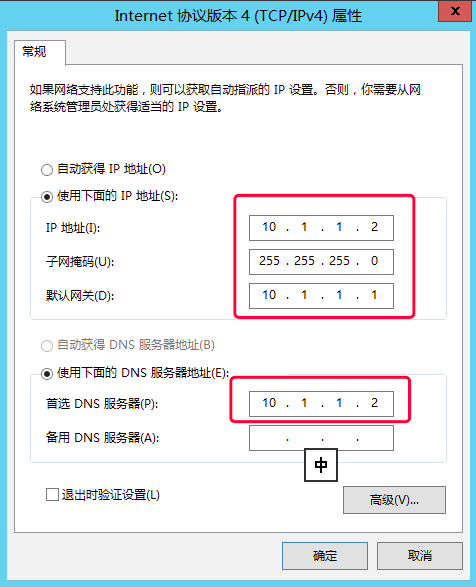 Internet 协议版本 4 (TCP/IPv4) 属性
x
常规
如果网络支持此功能，则可以获取自动指派的 IP 设置。否则，你需要从网
络系统管理员处获得适当的 IP 设置。
自动获得 IP 地址(O)
使用下面的 IP 地址(S):
IP 地址(I): 10 . 1 . 1 . 2
子网掩码(U): 255 . 255 . 255 . 0
默认网关(D): 10 . 1 . 1 . 1
自动获得 DNS 服务器地址(B)
使用下面的 DNS 服务器地址(E):
首选 DNS 服务器(P): 10 . 1 . 1 . 2
备用 DNS 服务器(A): . . .
中
退出时验证设置(L)
高级(V)...
确定 取消